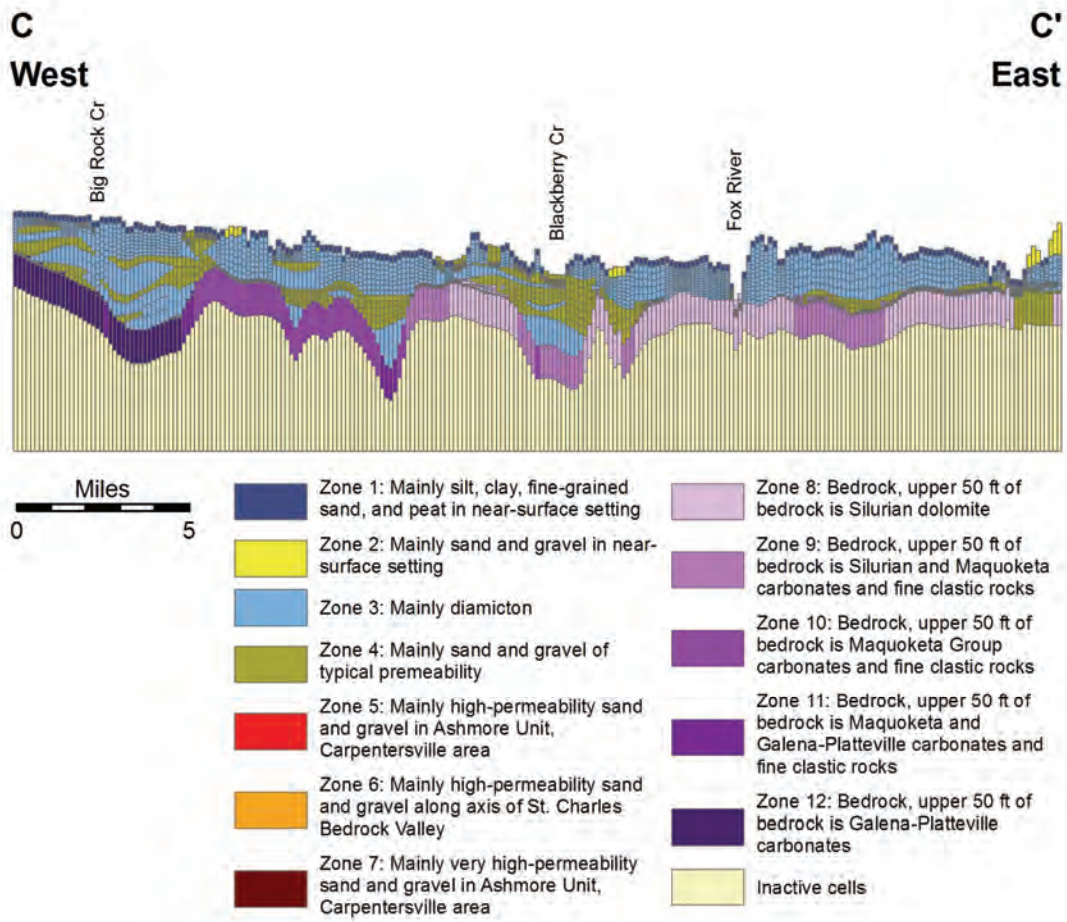 C
West
C'
East
Big Rock Cr
Blackberry Cr
Fox River
Miles
0 5
Zone 1: Mainly silt, clay, fine-grained
sand, and peat in near-surface setting
Zone 2: Mainly sand and gravel in near-
surface setting
Zone 3: Mainly diamicton
Zone 4: Mainly sand and gravel of
typical premeability
Zone 5: Mainly high-permeability sand
and gravel in Ashmore Unit,
Carpentersville area
Zone 6: Mainly high-permeability sand
and gravel along axis of St. Charles
Bedrock Valley
Zone 7: Mainly very high-permeability
sand and gravel in Ashmore Unit,
Carpentersville area
Zone 8: Bedrock, upper 50 ft of
bedrock is Silurian dolomite
Zone 9: Bedrock, upper 50 ft of
bedrock is Silurian and Maquoketa
carbonates and fine clastic rocks
Zone 10: Bedrock, upper 50 ft of
bedrock is Maquoketa Group
carbonates and fine clastic rocks
Zone 11: Bedrock, upper 50 ft of
bedrock is Maquoketa and
Galena-Platteville carbonates and
fine clastic rocks
Zone 12: Bedrock, upper 50 ft of
bedrock is Galena-Platteville
carbonates
Inactive cells